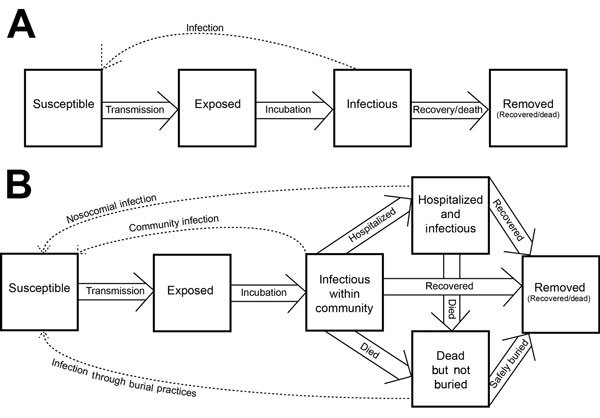 A
Infection
Susceptible
Transmission
Exposed
Incubation
Infectious
Recovery/death
Removed
(Recovered/dead)
B
Nosocomial infection
Community infection
Hospitalized
and
infectious
Hospitalized
Recovered
Susceptible
Transmission
Exposed
Incubation
Infectious
within
community
Recovered
Removed
(Recovered/dead)
Died
Died
Dead
but not
buried
Safely buried
Infection through burial practices